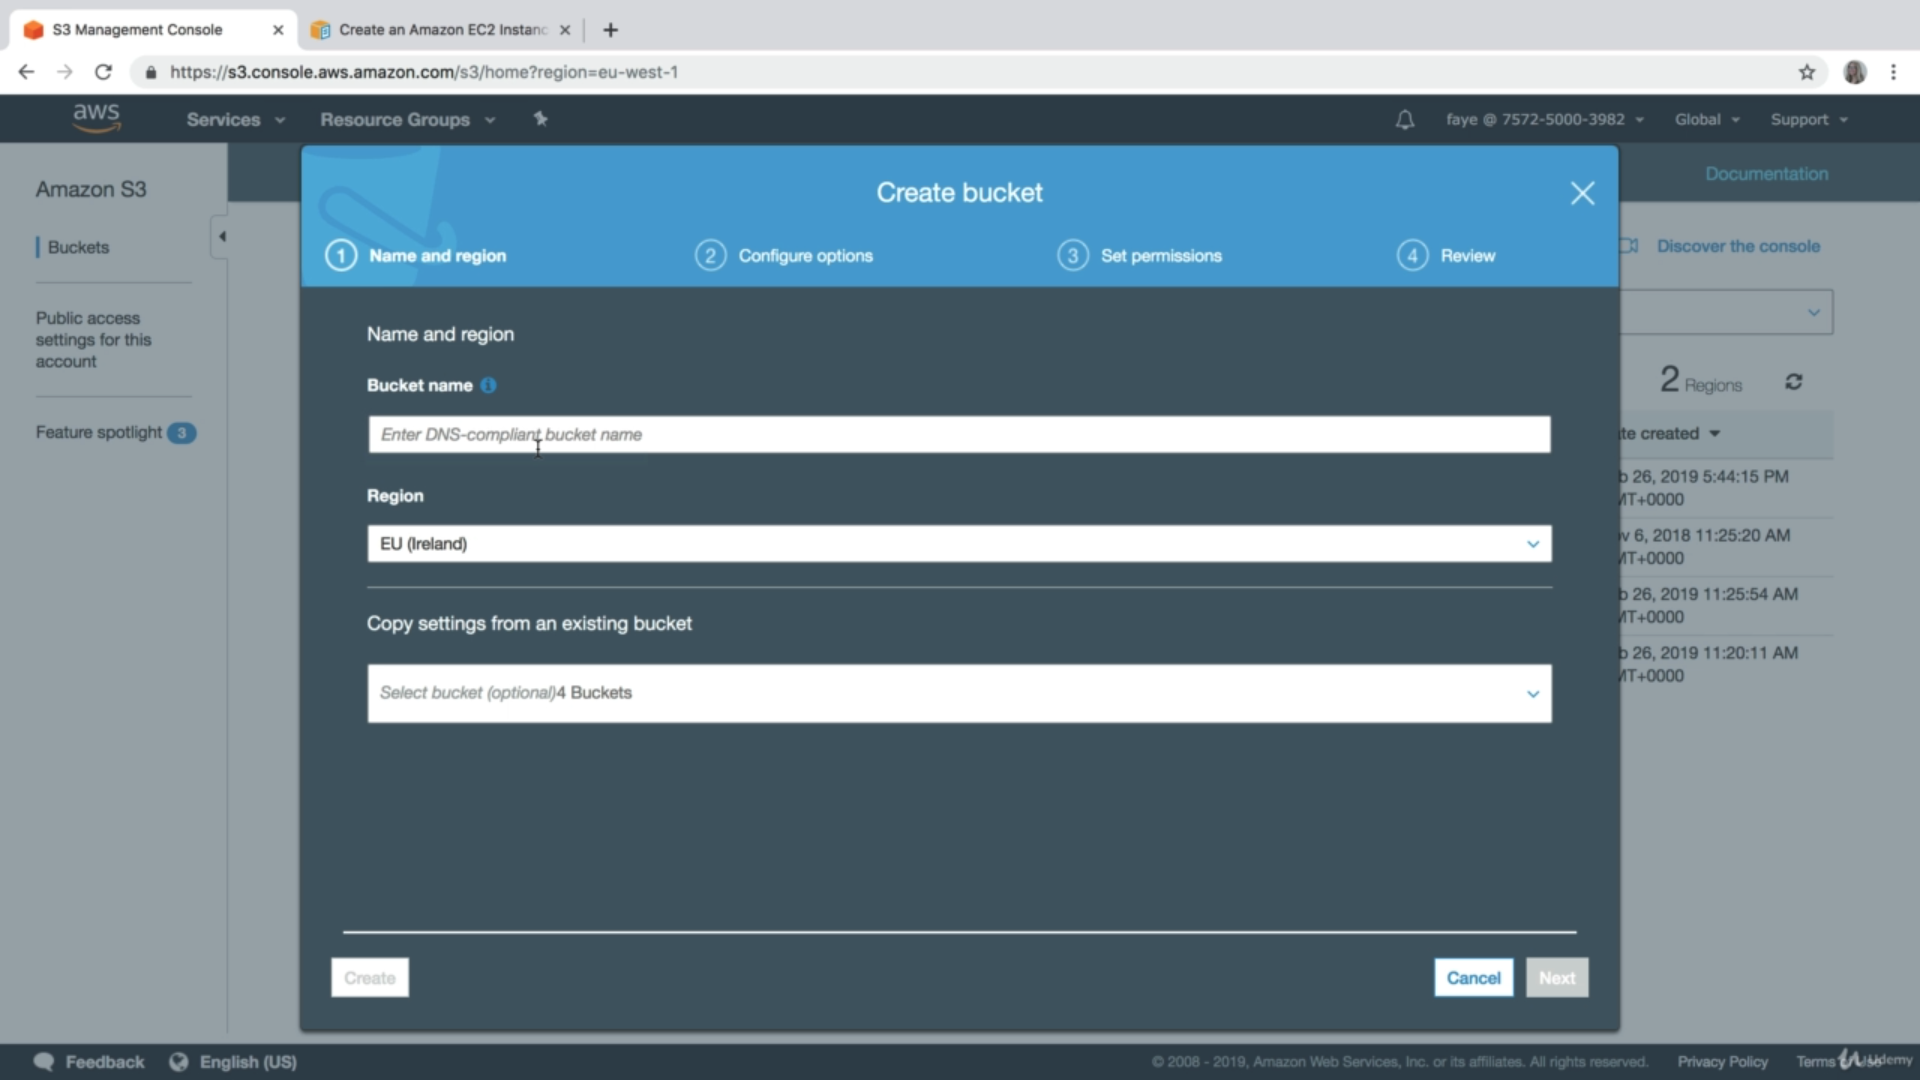 S3 Management Console
Create an Amazon EC2 Instanc
https://s3.console.aws.amazon.com/s3/home?region=eu-west-1
aws
Services
Resource Groups
faye @ 7572-5000-3982
Global
Support
Amazon S3
Buckets
Public access
settings for this
account
Feature spotlight 3
Documentation
Discover the console
2 Regions
te created
b 26, 2019 5:44:15 PM
MT+0000
v 6, 2018 11:25:20 AM
MT+0000
b 26, 2019 11:25:54 AM
MT+0000
b 26, 2019 11:20:11 AM
MT+0000
Create bucket
1 Name and region
2 Configure options
3 Set permissions
4 Review
Name and region
Bucket name
Enter DNS-compliant bucket name
Region
EU (Ireland)
Copy settings from an existing bucket
Select bucket (optional)4 Buckets
Create
Cancel
Next
Feedback
English (US)
© 2008 - 2019, Amazon Web Services, Inc. or its affiliates. All rights reserved.
Privacy Policy
Terms
Udemy